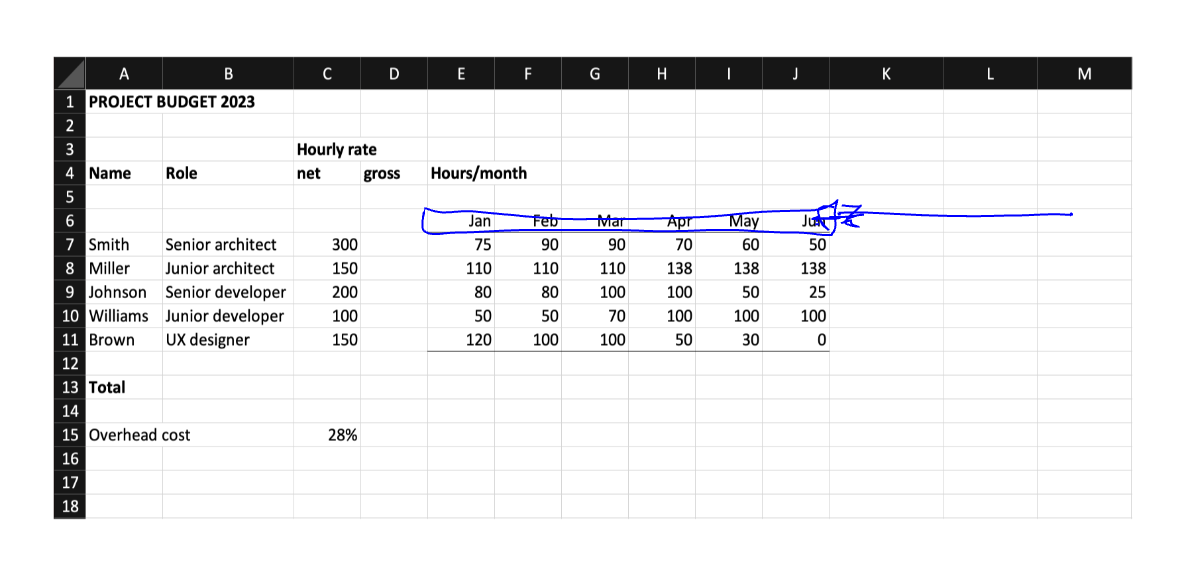 A B C D E F G H I J K L M
1 PROJECT BUDGET 2023
2
3 Hourly rate
4 Name Role net gross Hours/month
5
6 Jan Feb Mar Apr May Jun
7 Smith Senior architect 300 75 90 90 70 60 50
8 Miller Junior architect 150 110 110 110 138 138 138
9 Johnson Senior developer 200 80 80 100 100 50 25
10 Williams Junior developer 100 50 50 70 100 100 100
11 Brown UX designer 150 120 100 100 50 30 0
12
13 Total
14
15 Overhead cost 28%
16
17
18